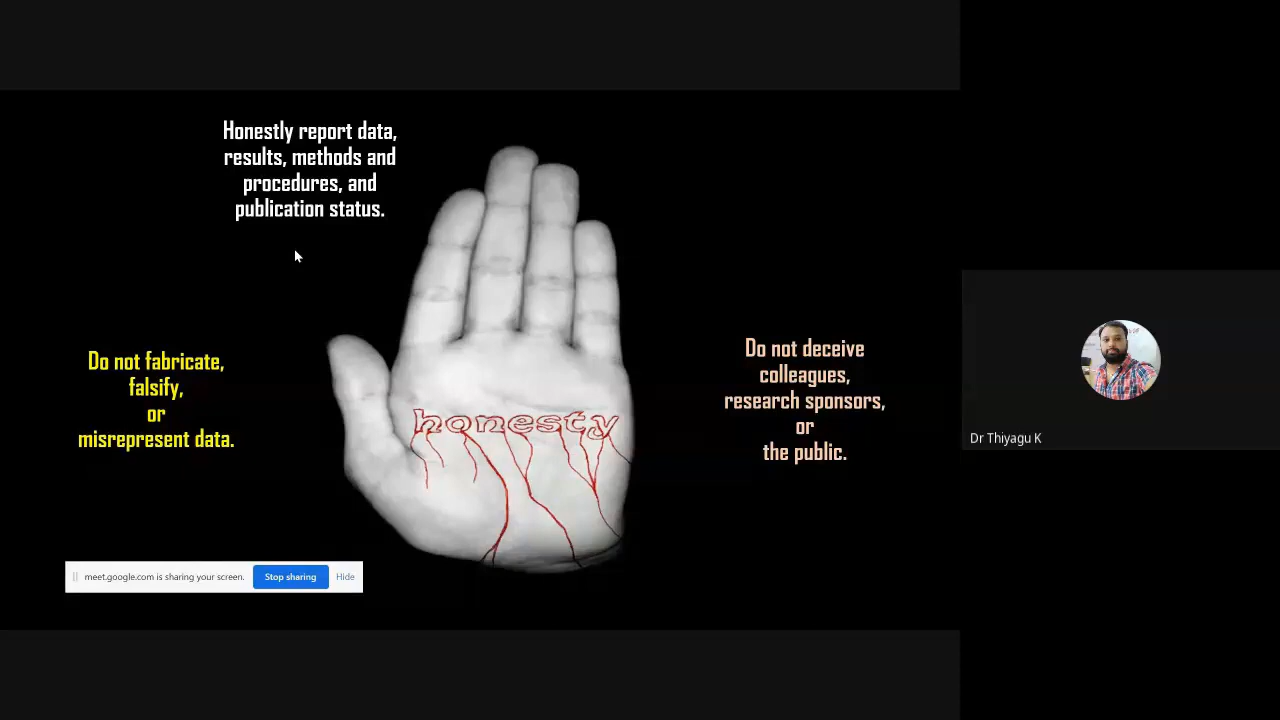 Honestly report data,
results, methods and
procedures, and
publication status.
Do not fabricate,
falsify,
or
misrepresent data.
honesty
Do not deceive
colleagues,
research sponsors,
or
the public.
meet.google.com is sharing your screen.
Stop sharing
Hide
Dr Thiyagu K